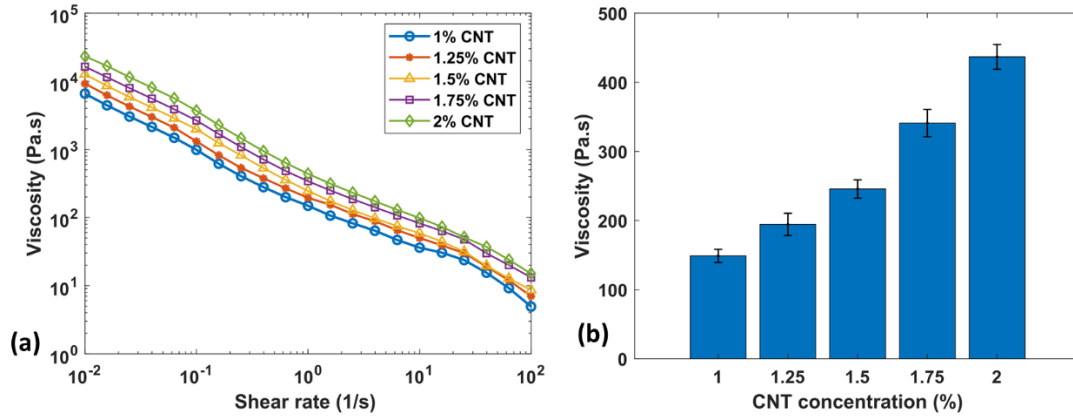 10^5
10^4
10^3
10^2
10^1
10^0
Viscosity (Pa.s)
10^-2
10^-1
10^0
10^1
10^2
Shear rate (1/s)
1% CNT
1.25% CNT
1.5% CNT
1.75% CNT
2% CNT
(a)
500
400
300
200
100
0
Viscosity (Pa.s)
1
1.25
1.5
1.75
2
CNT concentration (%)
(b)